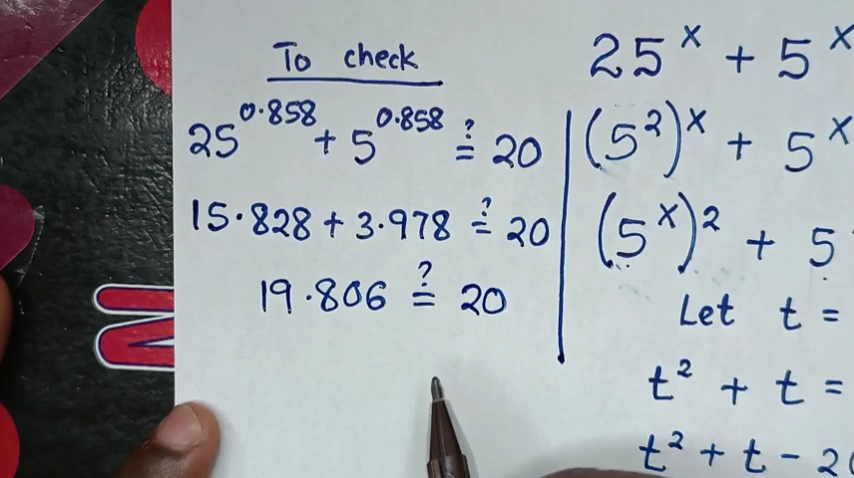 To check
25^0.858 + 5^0.858 ≟ 20
15.828 + 3.978 ≟ 20
19.806 ≟ 20
25^x + 5^x
(5^2)^x + 5^x
(5^x)^2 + 5
Let t =
t^2 + t =
t^2 + t - 20